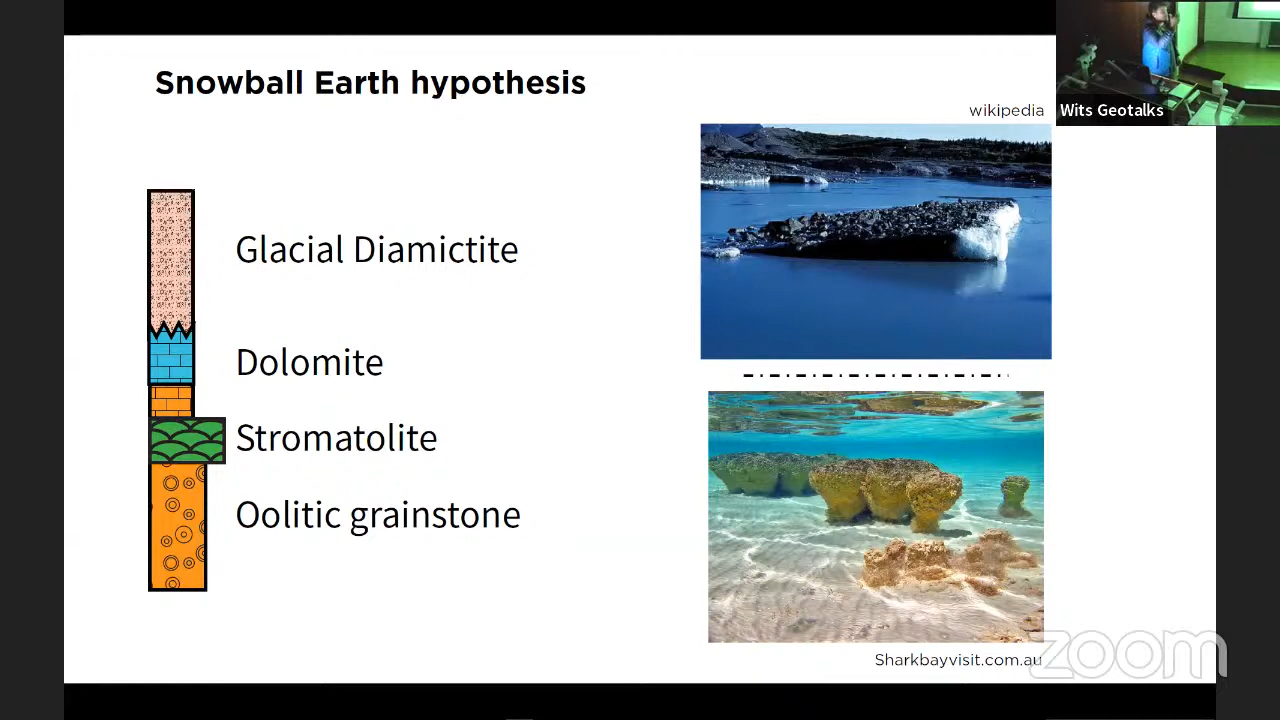 Snowball Earth hypothesis
wikipedia
Wits Geotalks
Glacial Diamictite
Dolomite
Stromatolite
Oolitic grainstone
Sharkbayvisit.com.au
zoom